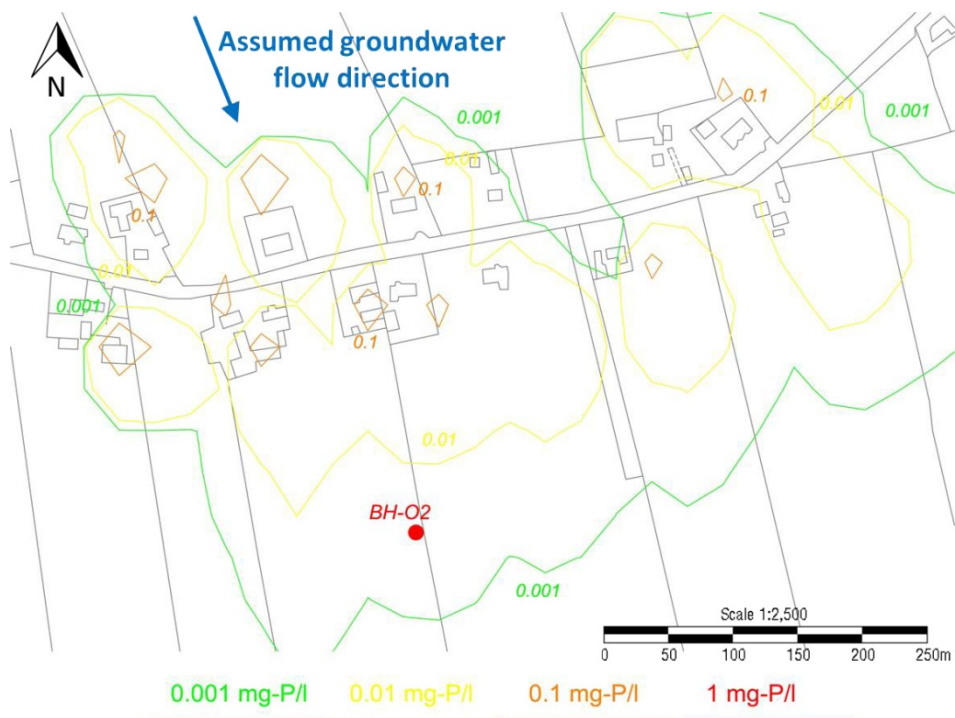 Assumed groundwater
flow direction
N
0.001
0.1
0.01
0.001
0.01
0.1
0.1
0.01
0.001
0.1
0.01
BH-O2
0.001
Scale 1:2,500
0 50 100 150 200 250m
0.001 mg-P/l 0.01 mg-P/l 0.1 mg-P/l 1 mg-P/l